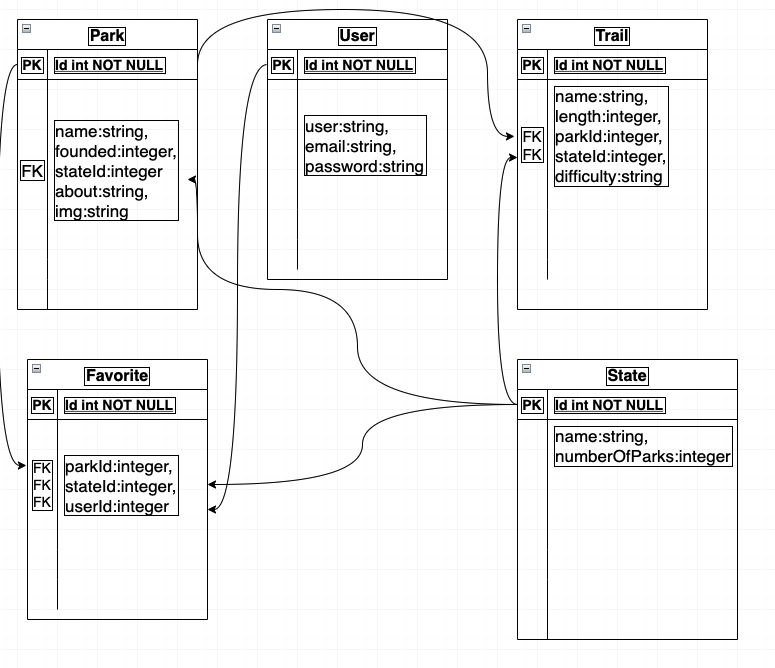 Park
PK Id int NOT NULL
name:string,
founded:integer,
FK stateId:integer
about:string,
img:string
User
PK Id int NOT NULL
user:string,
email:string,
password:string
Trail
PK Id int NOT NULL
name:string,
length:integer,
FK parkId:integer,
FK stateId:integer,
difficulty:string
Favorite
PK Id int NOT NULL
FK parkId:integer,
FK stateId:integer,
FK userId:integer
State
PK Id int NOT NULL
name:string,
numberOfParks:integer